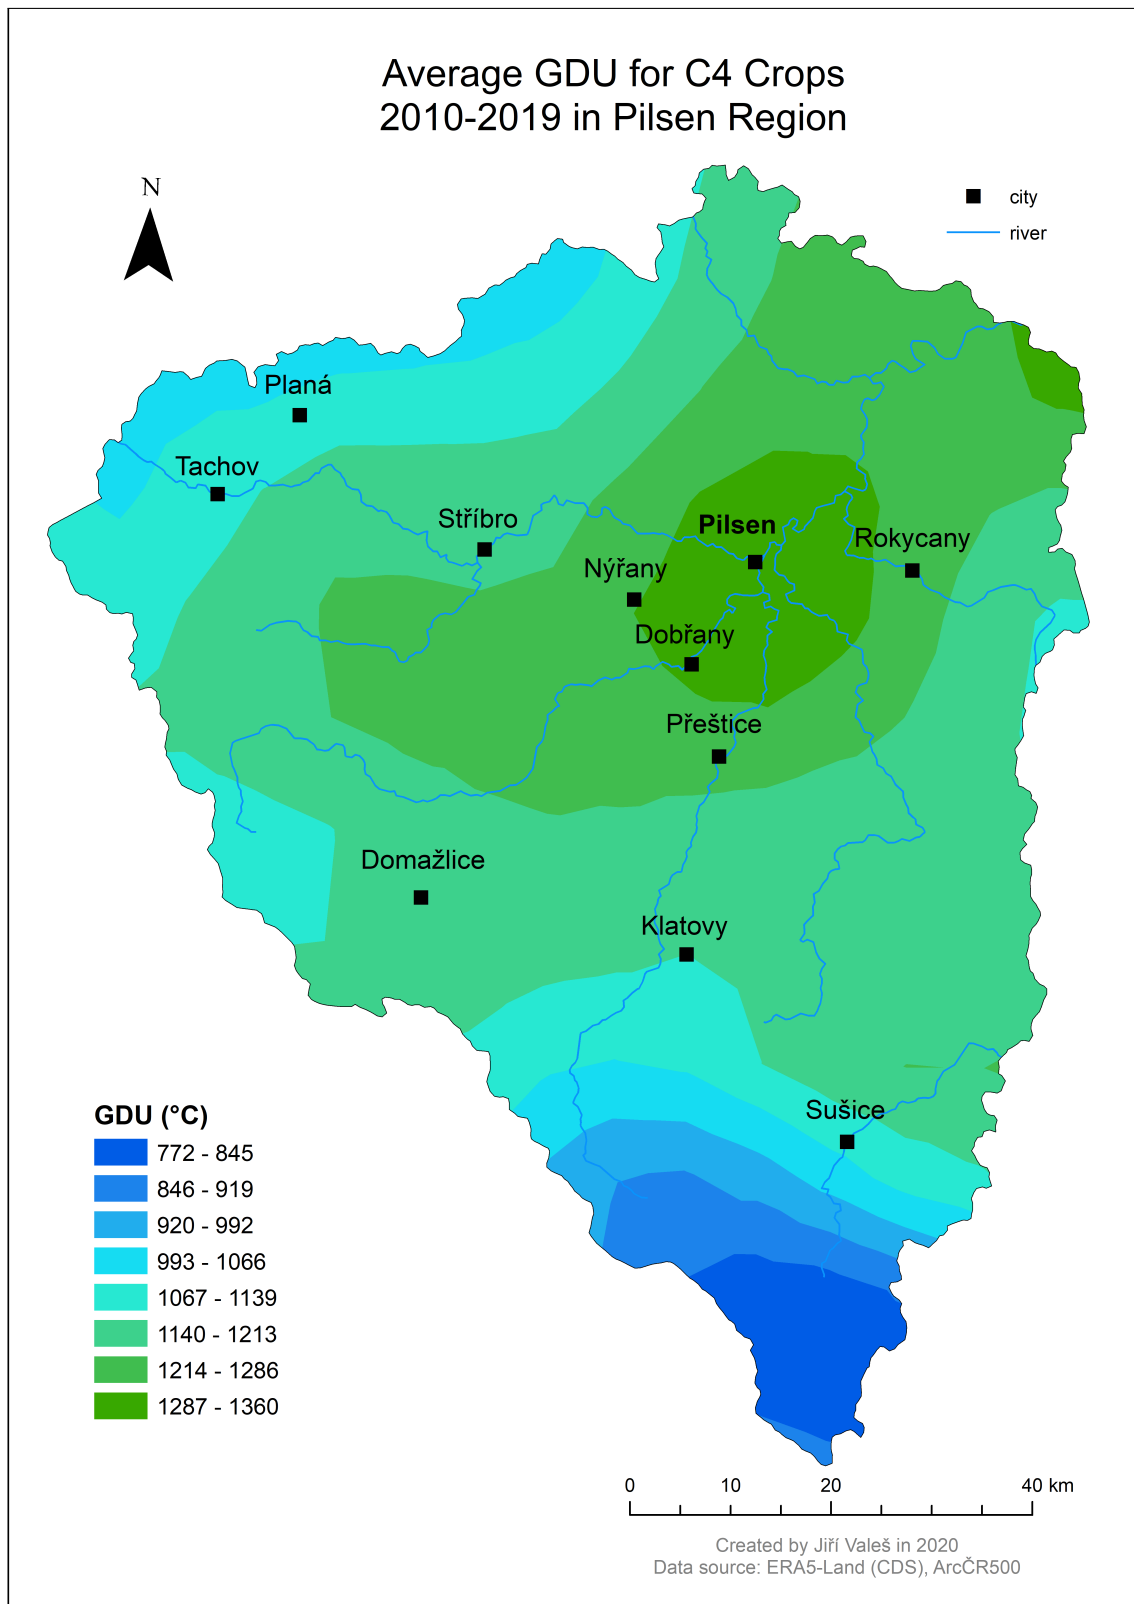 Average GDU for C4 Crops
2010-2019 in Pilsen Region
N
city
river
Planá
Tachov
Stříbro
Pilsen
Rokycany
Nýřany
Dobřany
Přeštice
Domažlice
Klatovy
Sušice
GDU (°C)
772 - 845
846 - 919
920 - 992
993 - 1066
1067 - 1139
1140 - 1213
1214 - 1286
1287 - 1360
0 10 20 40 km
Created by Jiří Valeš in 2020
Data source: ERA5-Land (CDS), ArcČR500